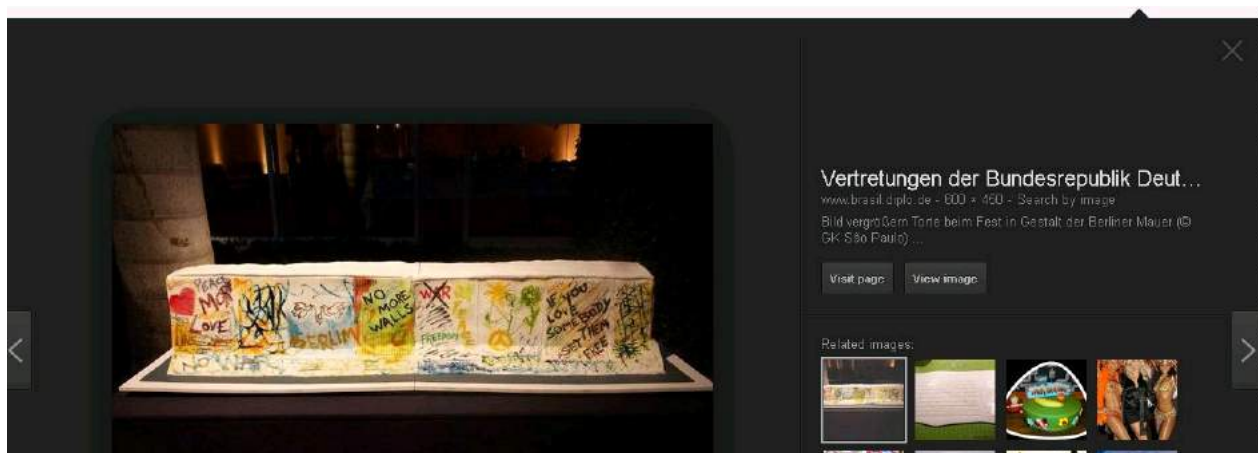 Vertretungen der Bundesrepublik Deut...
www.brasil.diplo.de - 600 × 450 - Search by image
Bild vergrößern Torte beim Fest in Gestalt der Berliner Mauer (©
GK São Paulo) ...
Visit page View image
Related images:
PEACE
MORE
LOVE
NO WAR
BERLIN
NO
MORE
WALLS
WAR
FREEDOM
IF YOU
LOVE
SOMEBODY
SET THEM
FREE